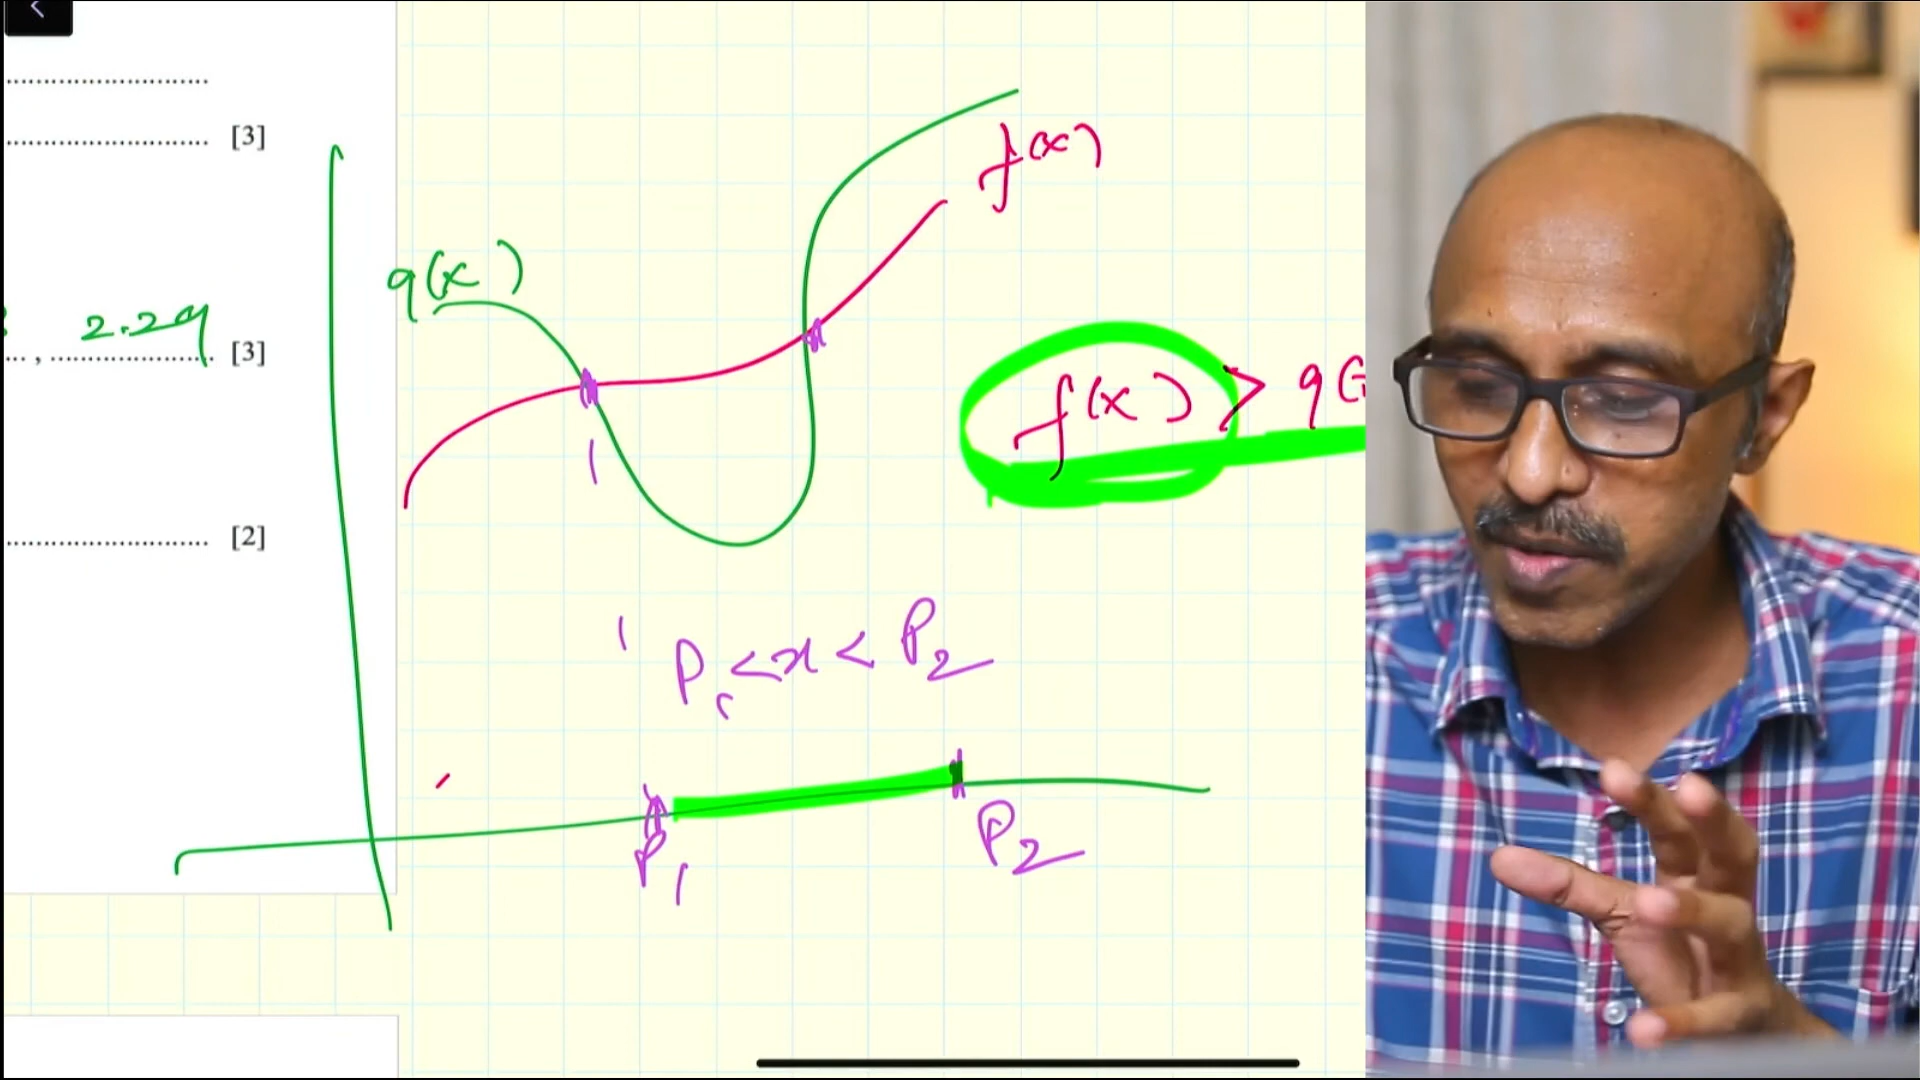 [3]
f(x)
g(x)
2.29
[3]
f(x) > g(
[2]
P₁ < x < P₂
P₁
P₂